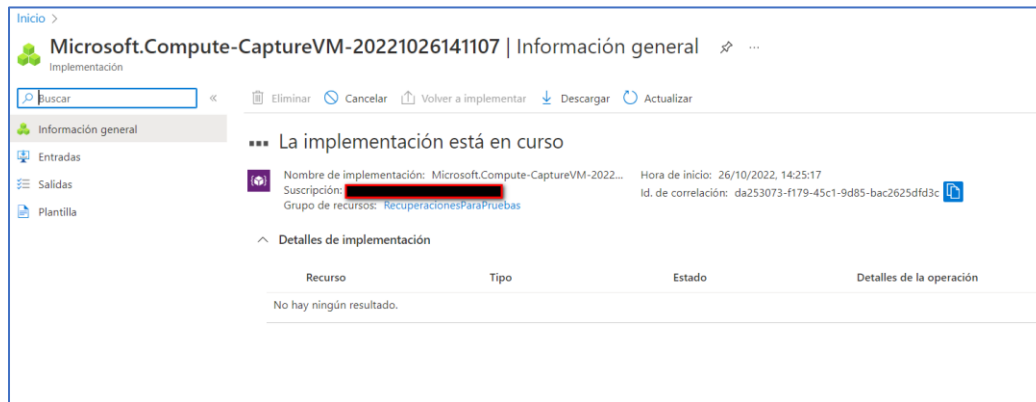 Inicio >
Microsoft.Compute-CaptureVM-20221026141107 | Información general ...
Implementación
Buscar «
Eliminar Cancelar Volver a implementar Descargar Actualizar
Información general
Entradas
Salidas
Plantilla
La implementación está en curso
Nombre de implementación: Microsoft.Compute-CaptureVM-2022... Hora de inicio: 26/10/2022, 14:25:17
Suscripción: Id. de correlación: da253073-f179-45c1-9d85-bac2625dfd3c
Grupo de recursos: RecuperacionesParaPruebas
Detalles de implementación
Recurso Tipo Estado Detalles de la operación
No hay ningún resultado.